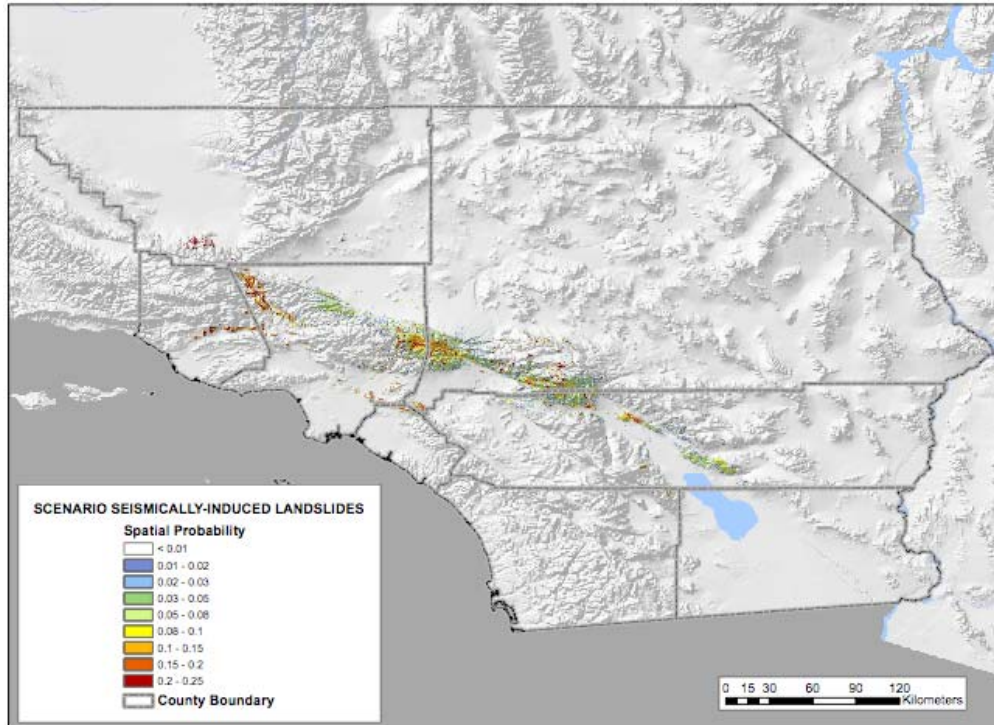 SCENARIO SEISMICALLY-INDUCED LANDSLIDES
Spatial Probability
< 0.01
0.01 - 0.02
0.02 - 0.03
0.03 - 0.05
0.05 - 0.08
0.08 - 0.1
0.1 - 0.15
0.15 - 0.2
0.2 - 0.25
County Boundary
0 15 30 60 90 120
Kilometers